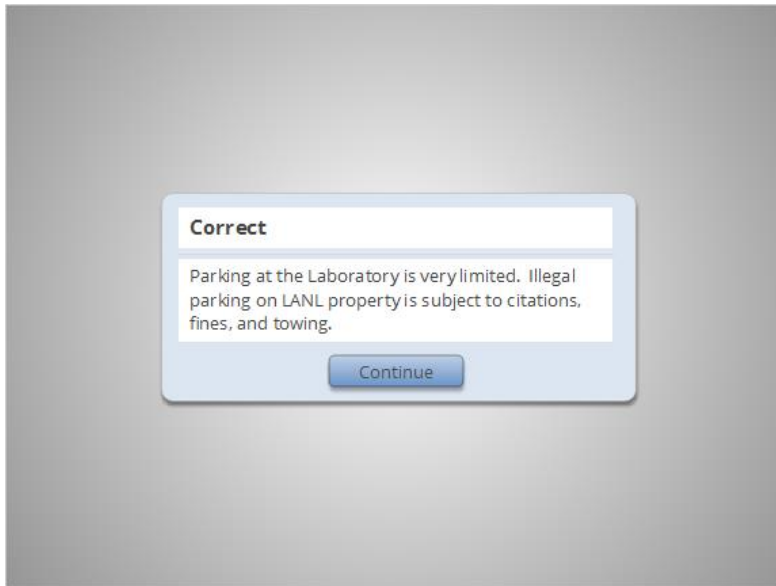 Correct
Parking at the Laboratory is very limited.  Illegal
parking on LANL property is subject to citations,
fines, and towing.
Continue